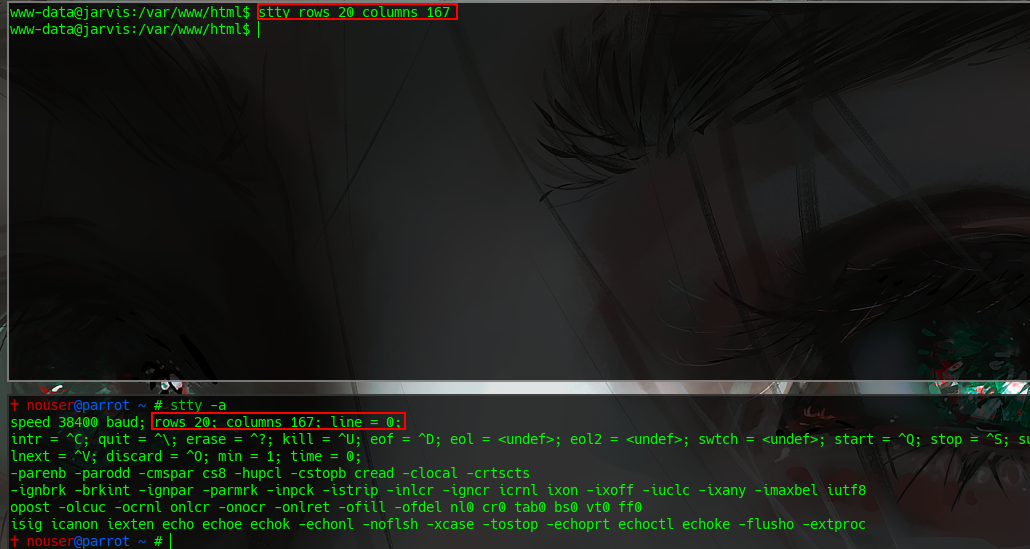 www-data@jarvis:/var/www/html$ stty rows 20 columns 167
www-data@jarvis:/var/www/html$
✝ nouser@parrot ~ # stty -a
speed 38400 baud; rows 20; columns 167; line = 0;
intr = ^C; quit = ^\; erase = ^?; kill = ^U; eof = ^D; eol = <undef>; eol2 = <undef>; swtch = <undef>; start = ^Q; stop = ^S; su
lnext = ^V; discard = ^O; min = 1; time = 0;
-parenb -parodd -cmspar cs8 -hupcl -cstopb cread -clocal -crtscts
-ignbrk -brkint -ignpar -parmrk -inpck -istrip -inlcr -igncr icrnl ixon -ixoff -iuclc -ixany -imaxbel iutf8
opost -olcuc -ocrnl onlcr -onocr -onlret -ofill -ofdel nl0 cr0 tab0 bs0 vt0 ff0
isig icanon iexten echo echoe echok -echonl -noflsh -xcase -tostop -echoprt echoctl echoke -flusho -extproc
✝ nouser@parrot ~ #